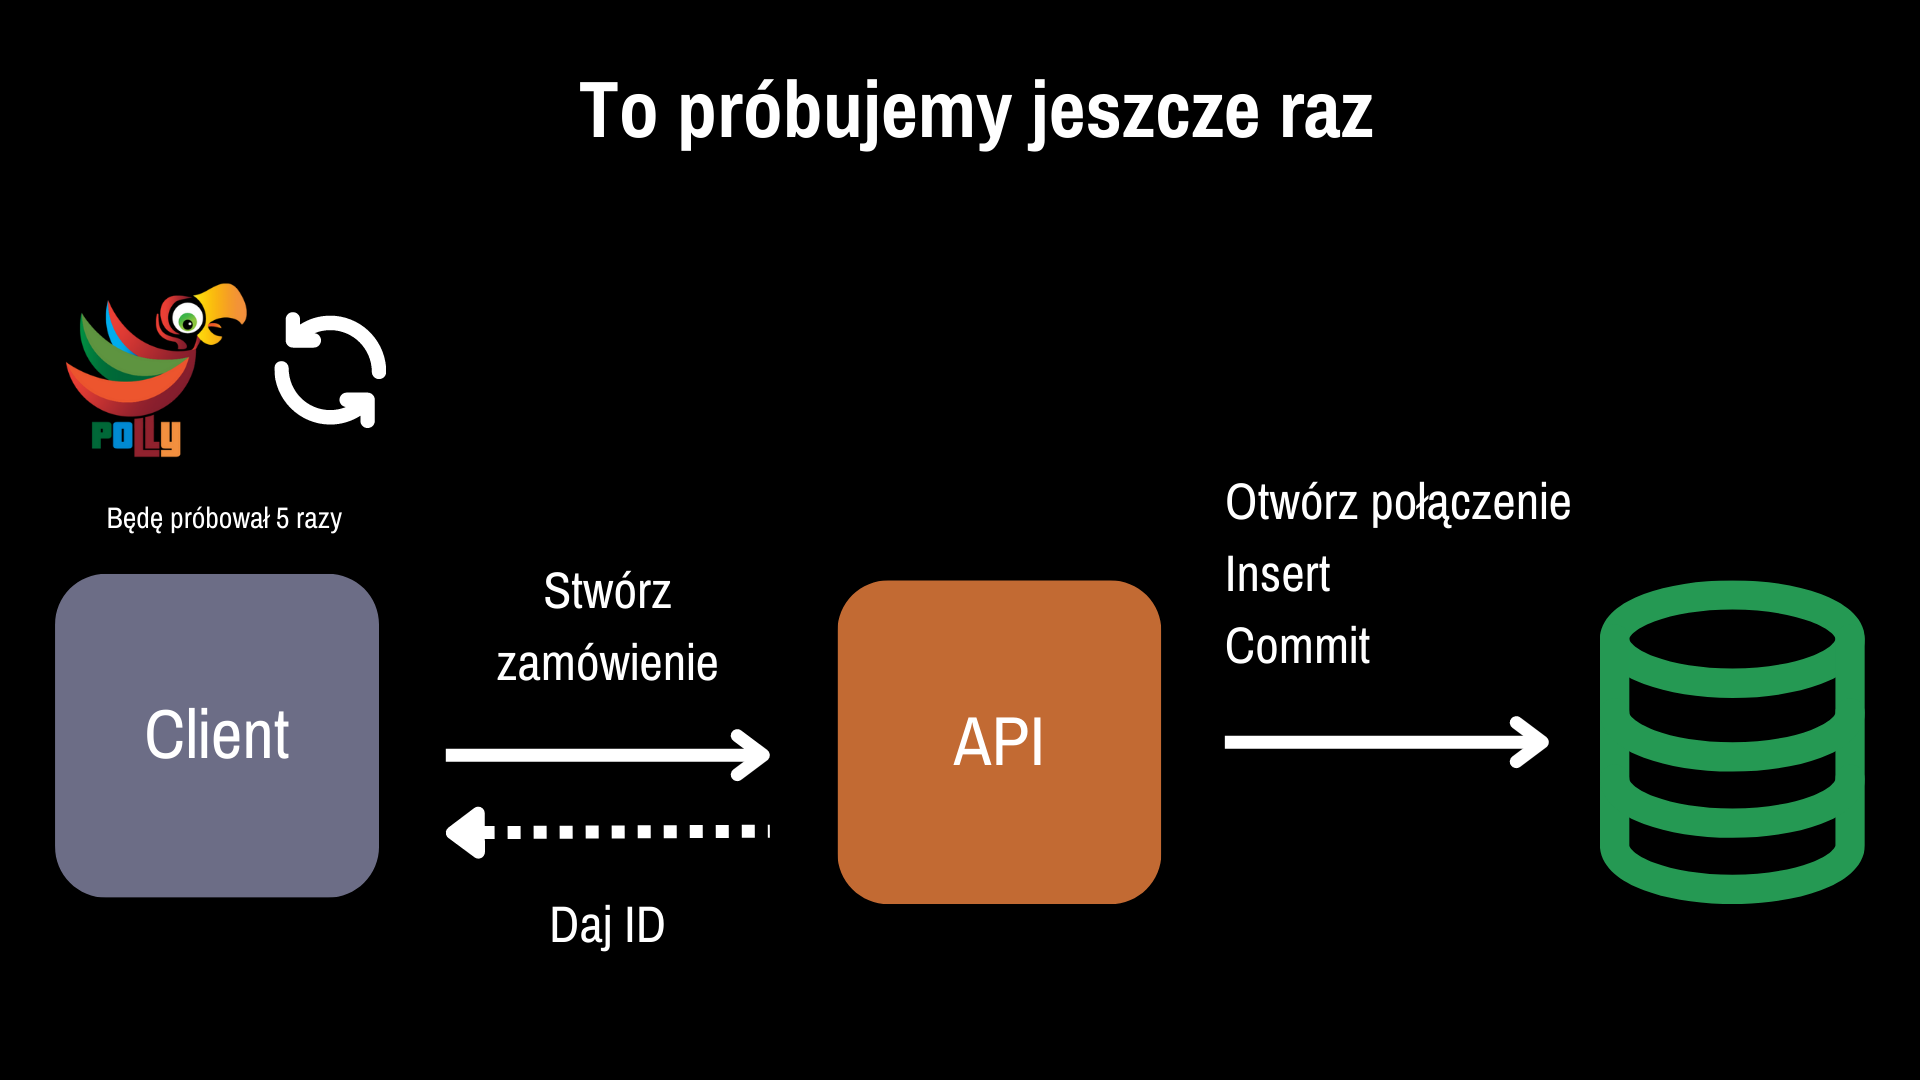 To próbujemy jeszcze raz
POLLY
Będę próbował 5 razy
Client
Stwórz
zamówienie
Daj ID
API
Otwórz połączenie
Insert
Commit